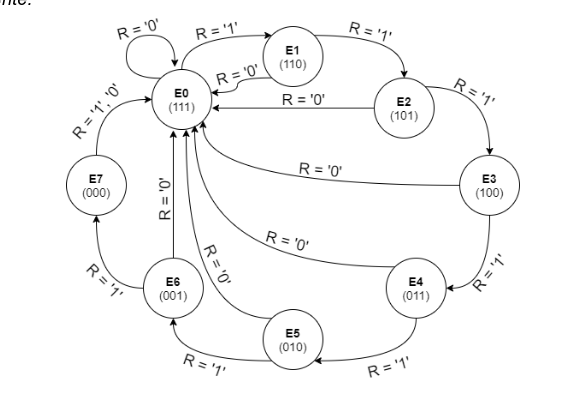 nte:
R = '0'
R = '1'
E1
(110)
R = '1'
R = '0'
E0
(111)
R = '0'
E2
(101)
R = '1'
R = '1', '0'
R = '0'
E3
(100)
E7
(000)
R = '0'
R = '0'
R = '0'
R = '1'
E6
(001)
E4
(011)
R = '1'
E5
(010)
R = '1'
R = '1'